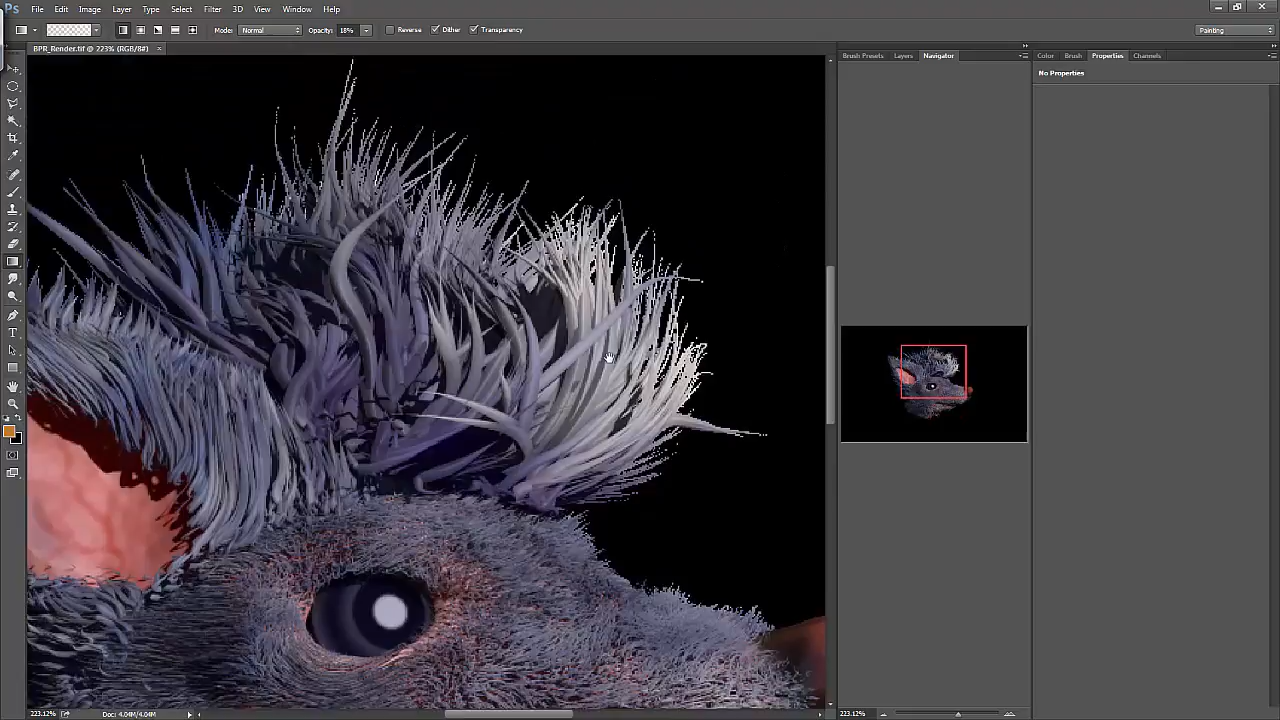 Ps File Edit Image Layer Type Select Filter 3D View Window Help
Mode: Normal Opacity: 18% Reverse Dither Transparency Painting
BPR_Render.tif @ 223% (RGB/8#) ×
Brush Presets Layers Navigator
Color Brush Properties Channels
No Properties
T
223.12% Doc: 4.04M/4.04M
223.12%